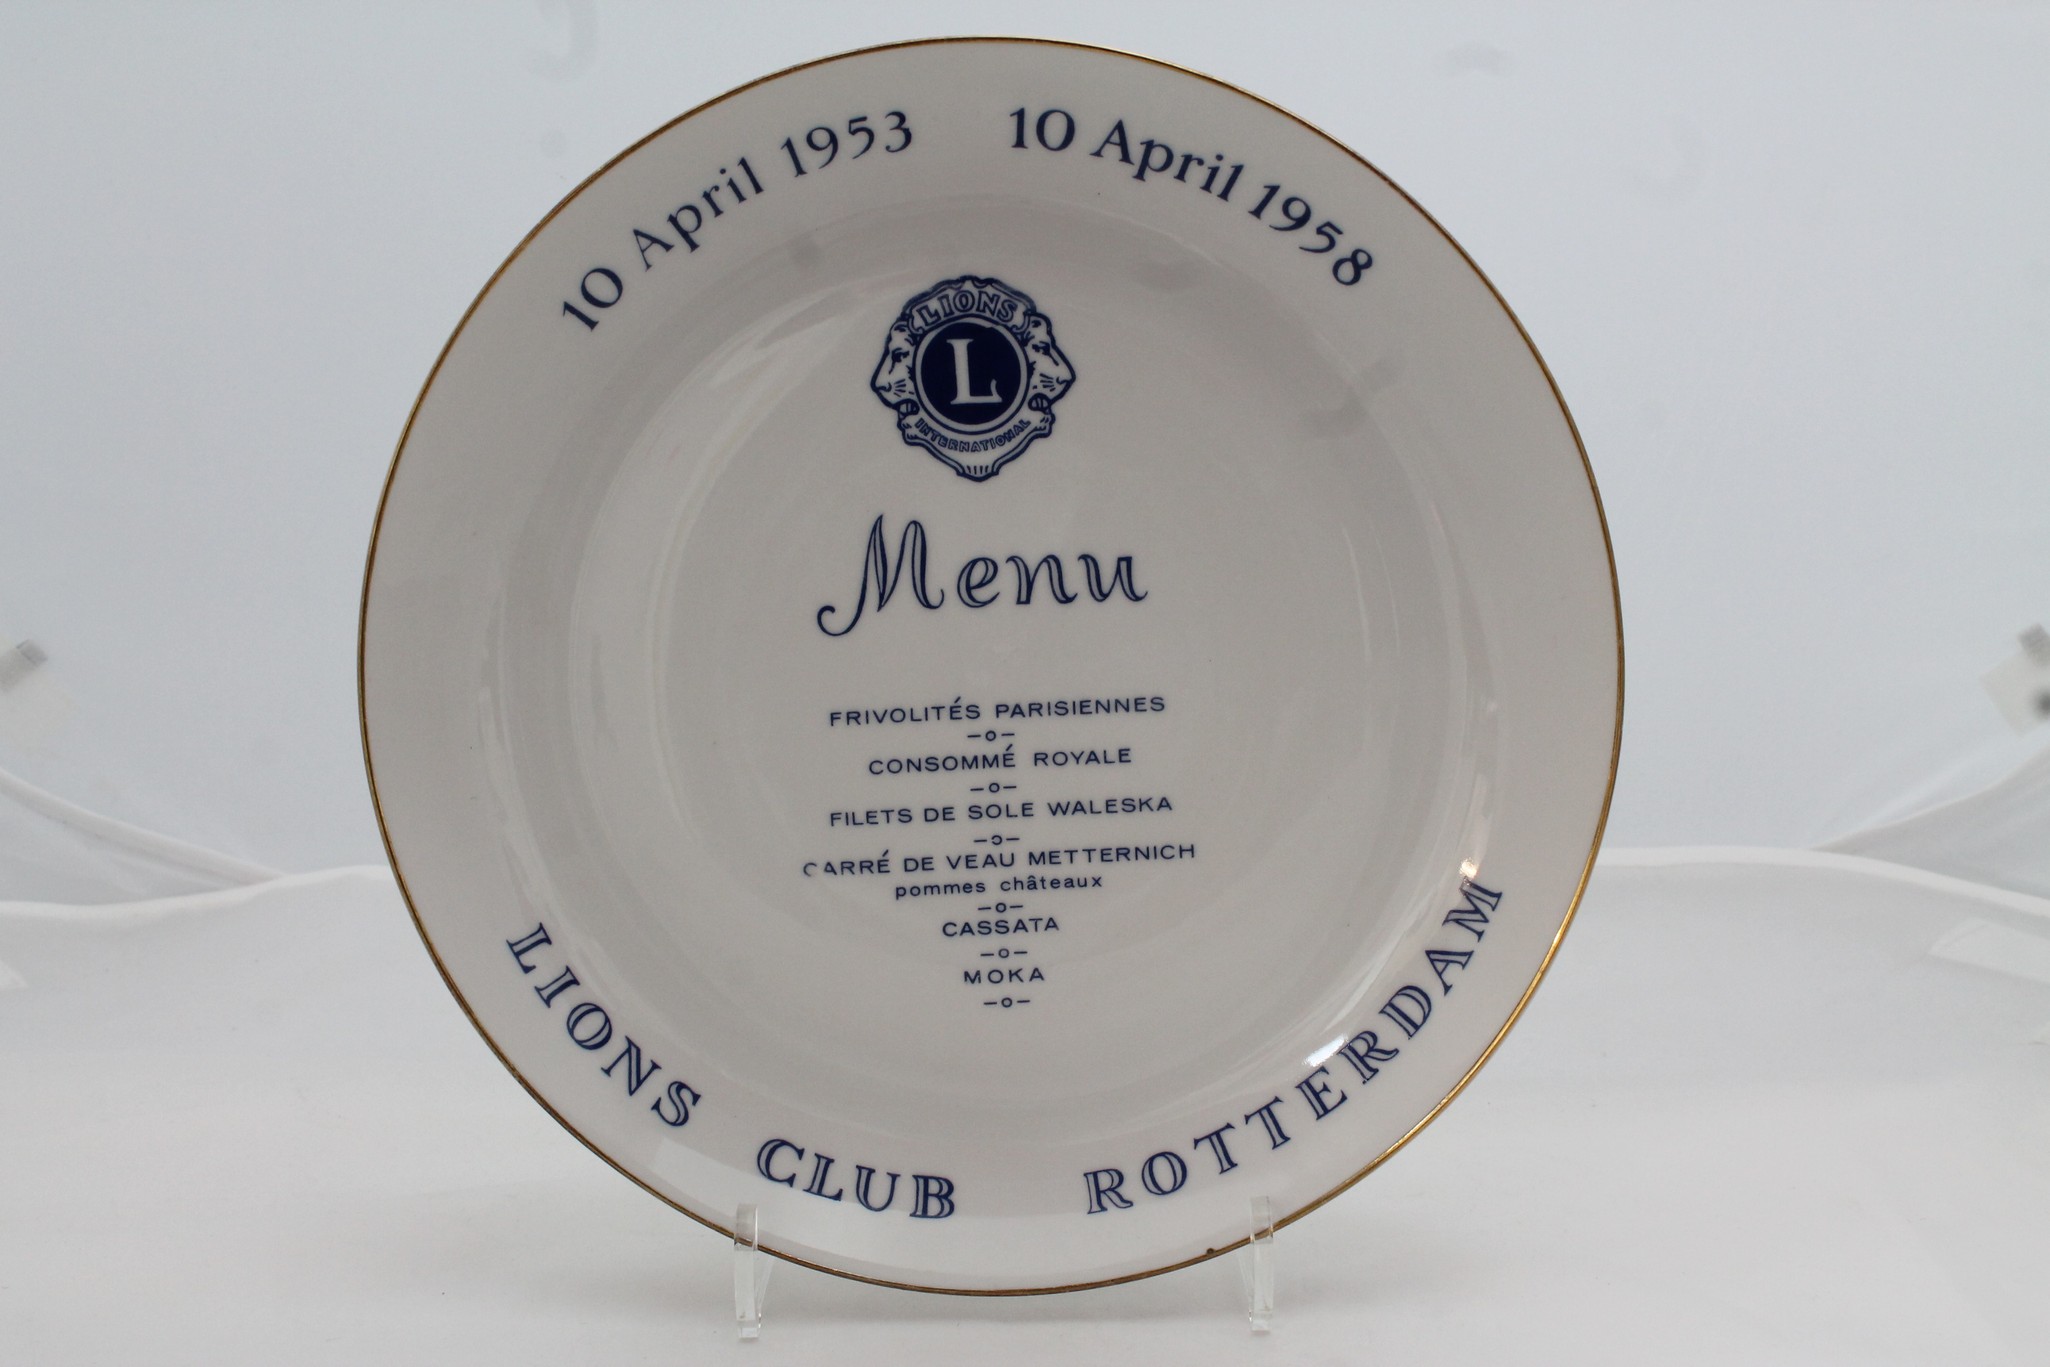 10 April 1953 10 April 1958
LIONS
L
INTERNATIONAL
Menu
FRIVOLITÉS PARISIENNES
—o—
CONSOMMÉ ROYALE
—o—
FILETS DE SOLE WALESKA
—o—
CARRÉ DE VEAU METTERNICH
pommes châteaux
—o—
CASSATA
—o—
MOKA
—o—
LIONS CLUB ROTTERDAM